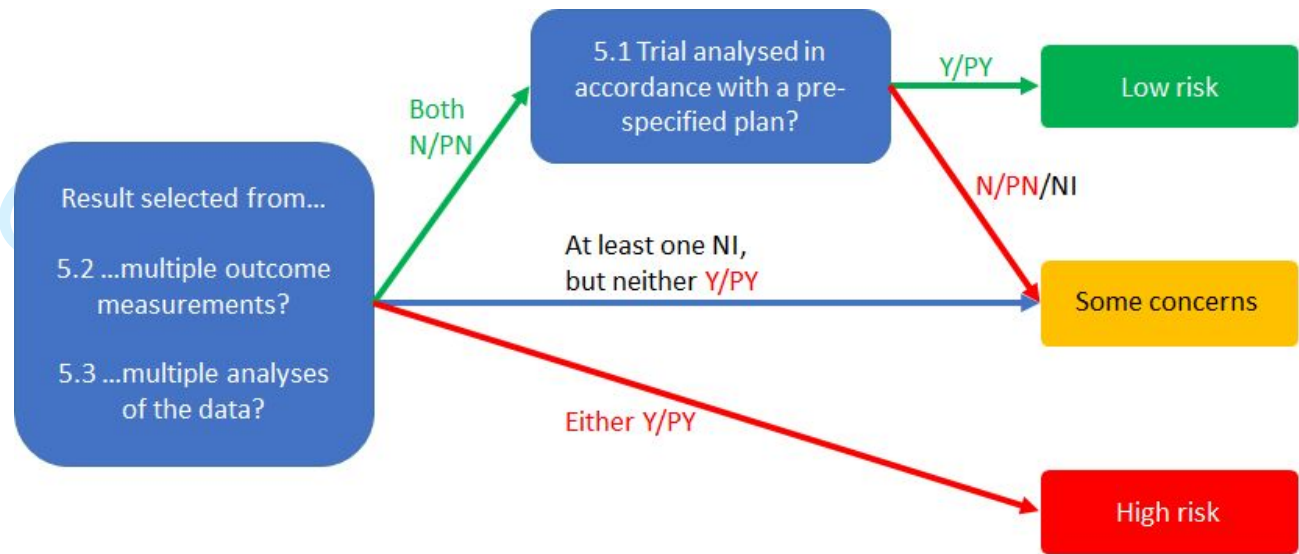 Result selected from...
5.2 ...multiple outcome
measurements?
5.3 ...multiple analyses
of the data?
Both
N/PN
5.1 Trial analysed in
accordance with a pre-
specified plan?
Y/PY
Low risk
N/PN/NI
At least one NI,
but neither Y/PY
Some concerns
Either Y/PY
High risk